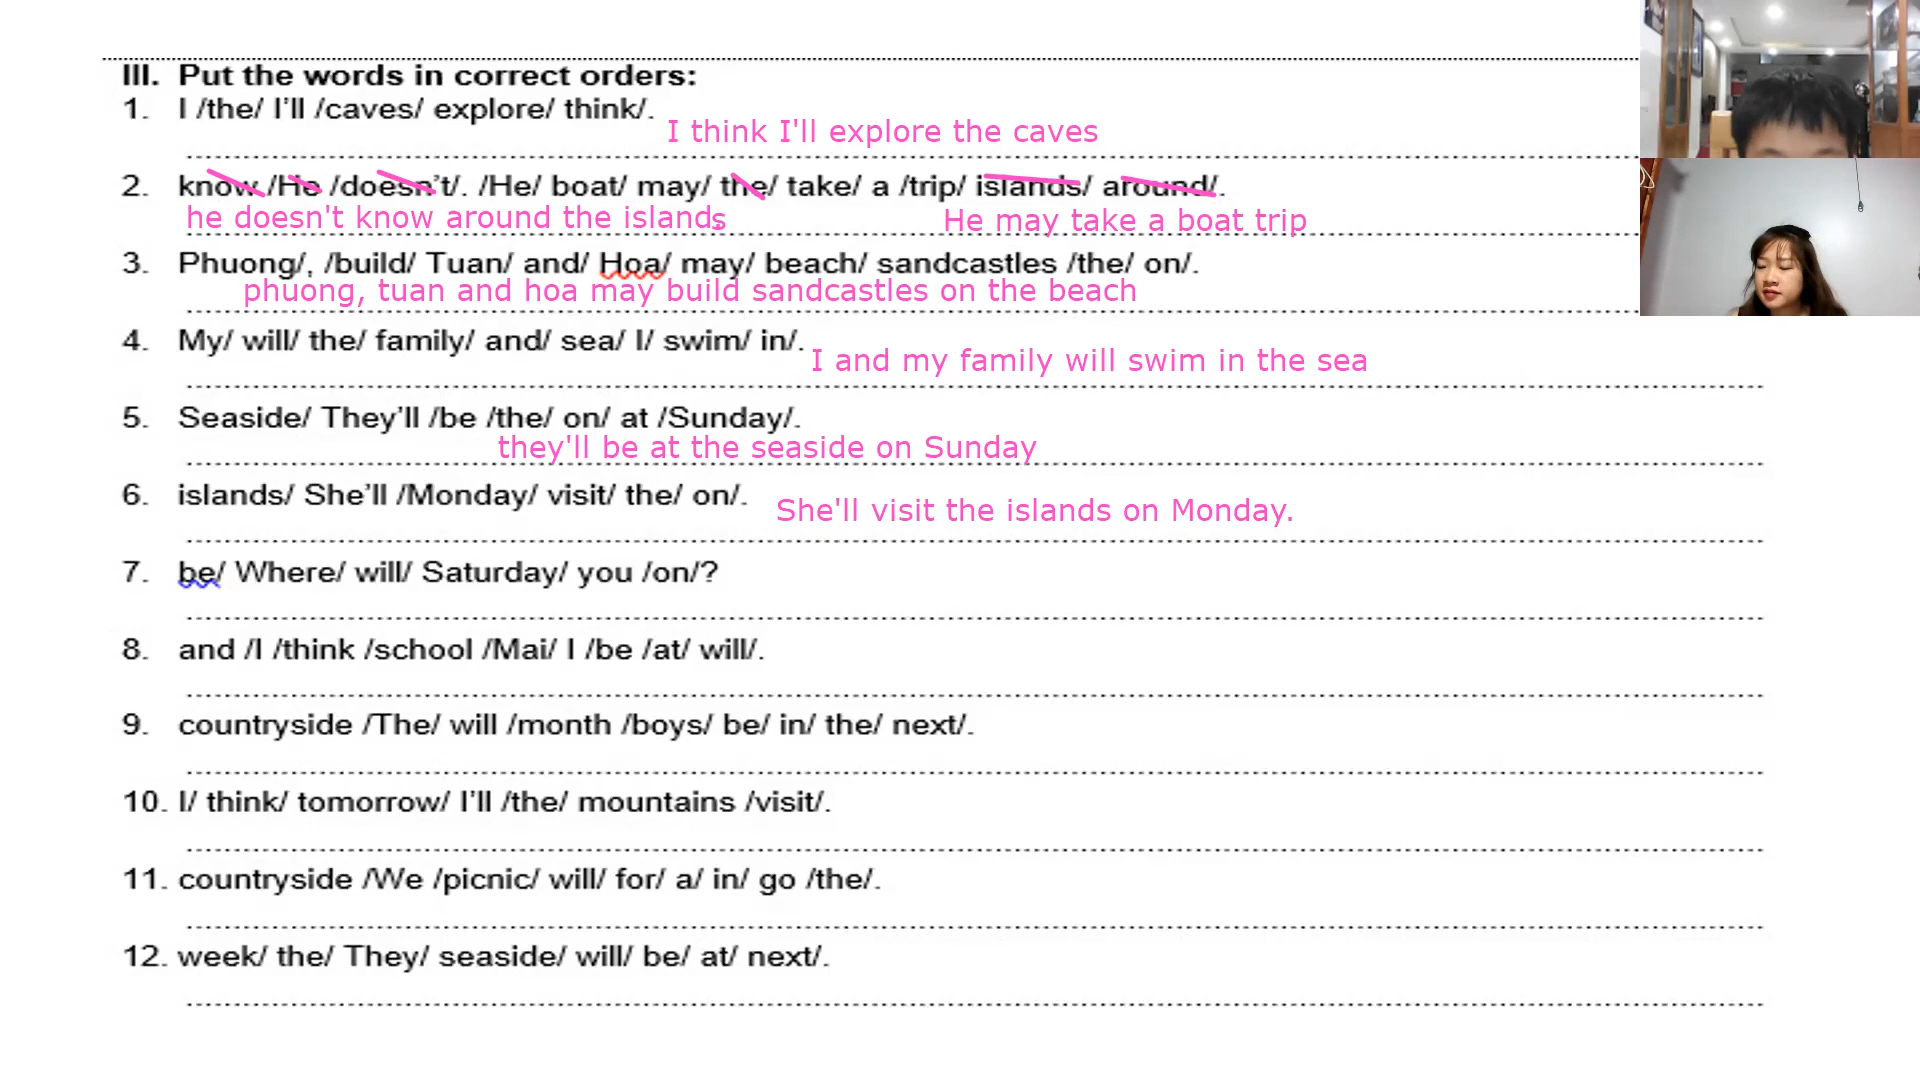 III. Put the words in correct orders:
1. I /the/ I'll /caves/ explore/ think/.
I think I'll explore the caves
2. know /He /doesn't/. /He/ boat/ may/ the/ take/ a /trip/ islands/ around/.
he doesn't know around the islands He may take a boat trip
3. Phuong/, /build/ Tuan/ and/ Hoa/ may/ beach/ sandcastles /the/ on/.
phuong, tuan and hoa may build sandcastles on the beach
4. My/ will/ the/ family/ and/ sea/ I/ swim/ in/.
I and my family will swim in the sea
5. Seaside/ They'll /be /the/ on/ at /Sunday/.
they'll be at the seaside on Sunday
6. islands/ She'll /Monday/ visit/ the/ on/.
She'll visit the islands on Monday.
7. be/ Where/ will/ Saturday/ you /on/?
8. and /I /think /school /Mai/ I /be /at/ will/.
9. countryside /The/ will /month /boys/ be/ in/ the/ next/.
10. I/ think/ tomorrow/ I'll /the/ mountains /visit/.
11. countryside /We /picnic/ will/ for/ a/ in/ go /the/.
12. week/ the/ They/ seaside/ will/ be/ at/ next/.